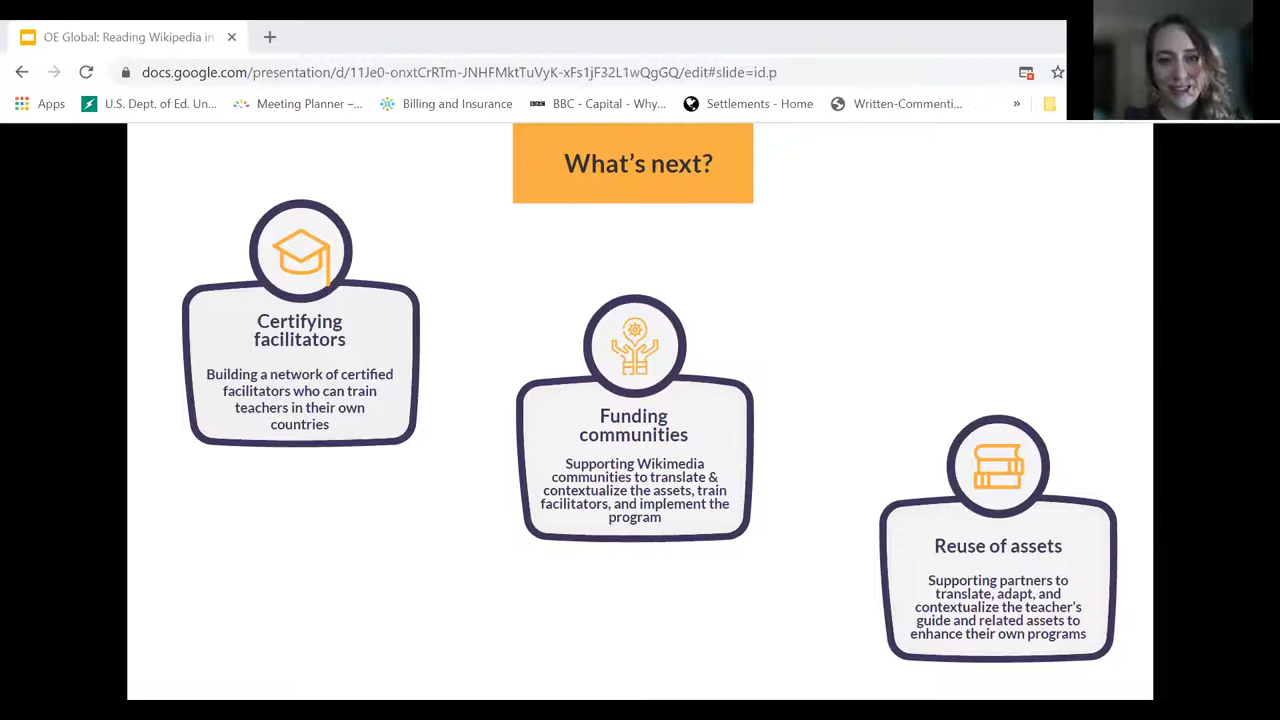 OE Global: Reading Wikipedia in
docs.google.com/presentation/d/11Je0-onxtCrRTm-JNHFMktTuVyK-xFs1jF32L1wQgGQ/edit#slide=id.p
Apps
U.S. Dept. of Ed. Un...
Meeting Planner –...
BBC
Billing and Insurance
BBC - Capital - Why...
Settlements - Home
Written-Commenti...
»
What's next?
Certifying
facilitators
Building a network of certified
facilitators who can train
teachers in their own
countries
Funding
communities
Supporting Wikimedia
communities to translate &
contextualize the assets, train
facilitators, and implement the
program
Reuse of assets
Supporting partners to
translate, adapt, and
contextualize the teacher's
guide and related assets to
enhance their own programs